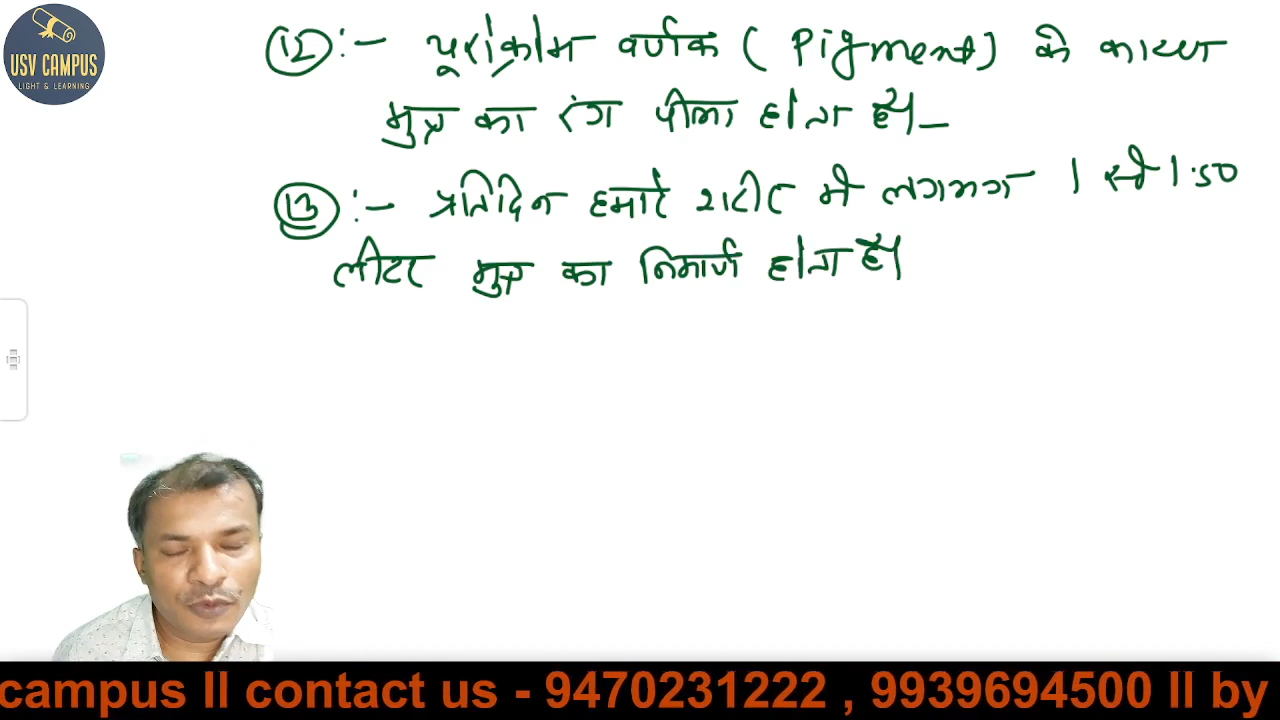 USV CAMPUS
LIGHT & LEARNING
(12) :- यूरोक्रोम वर्णक ( Pigment ) के कारण
मुत्र का रंग पीला होता है।
(13) :- प्रतिदिन हमारे शरीर में लगभग 1 से 1.50
लीटर मुत्र का निमार्ण होता है।
campus ll contact us - 9470231222 , 9939694500 ll by